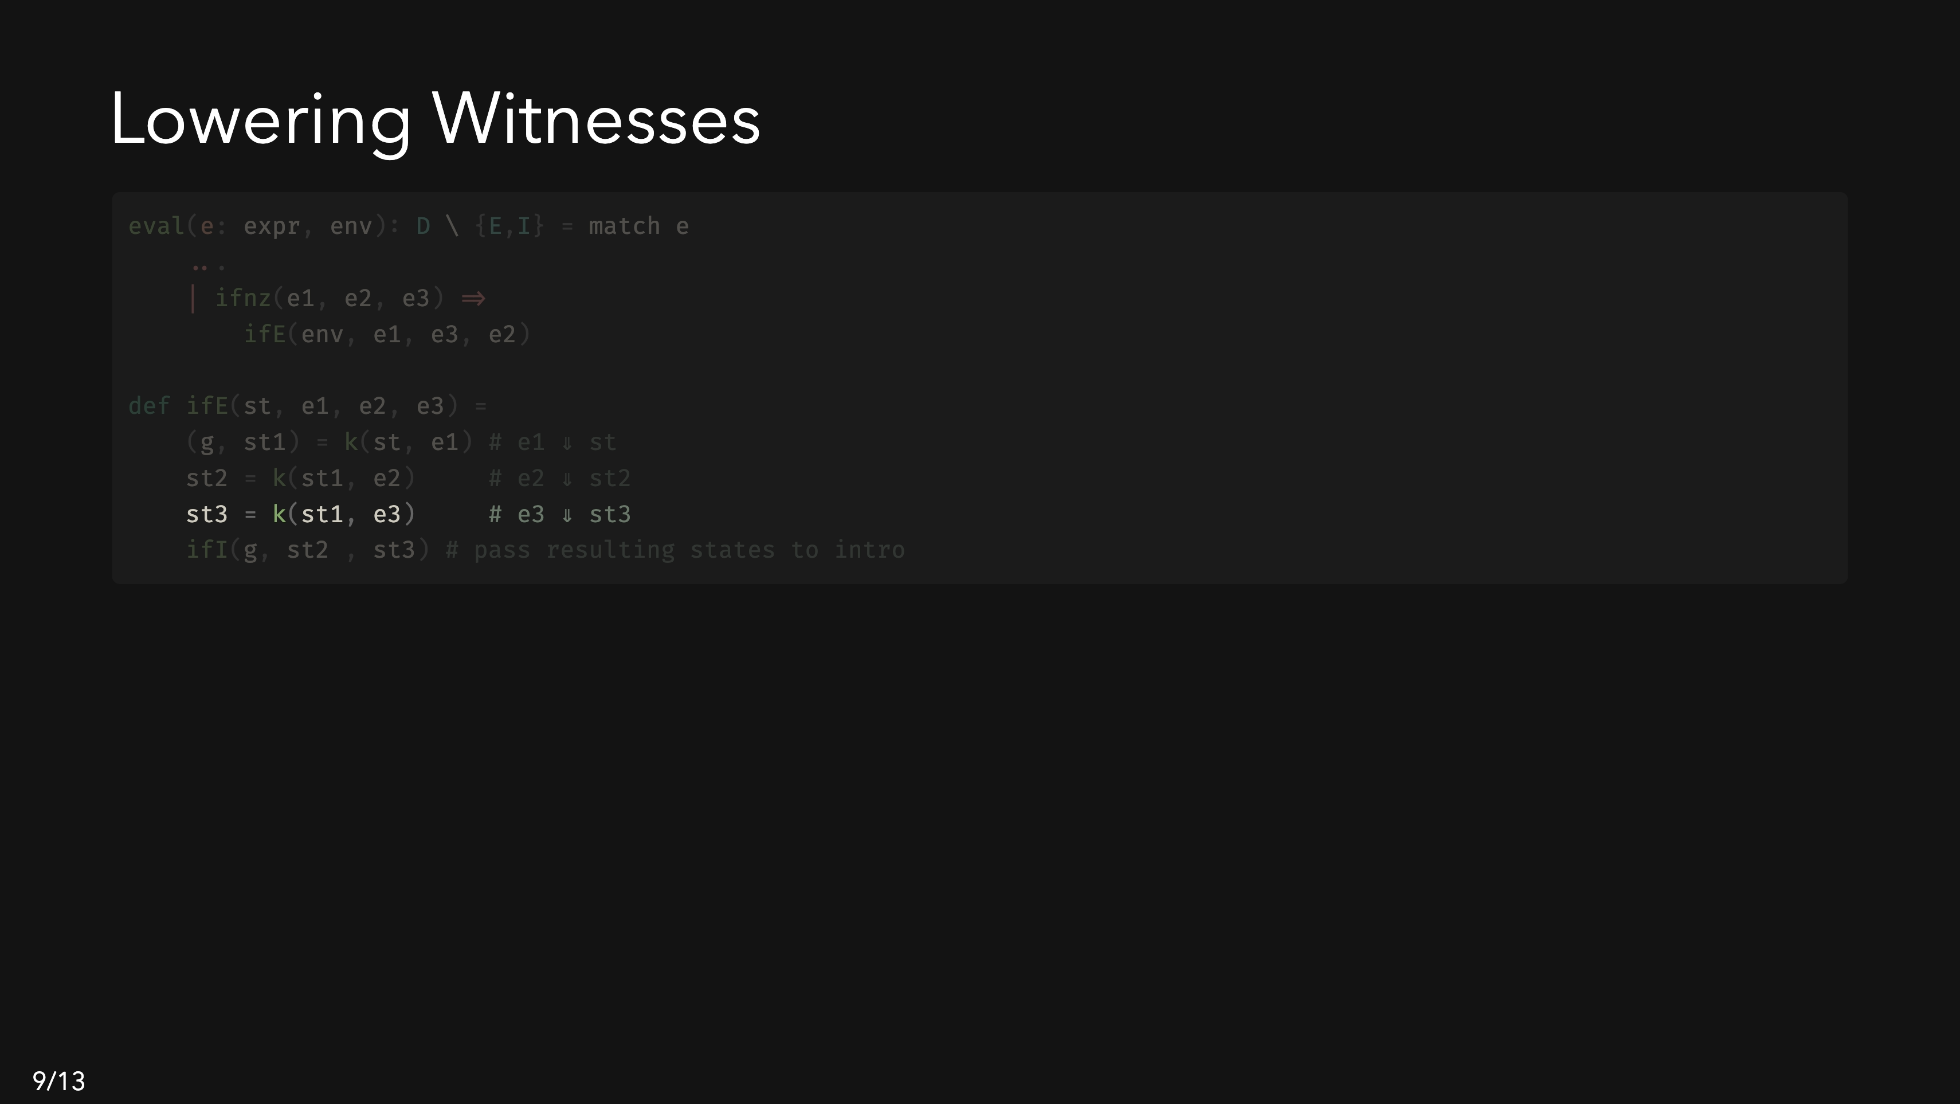 Lowering Witnesses
eval(e: expr, env): D \ {E,I} = match e
...
| ifnz(e1, e2, e3) ⇒
ifE(env, e1, e3, e2)
def ifE(st, e1, e2, e3) =
(g, st1) = k(st, e1) # e1 ⇓ st
st2 = k(st1, e2) # e2 ⇓ st2
st3 = k(st1, e3) # e3 ⇓ st3
ifI(g, st2 , st3) # pass resulting states to intro
9/13